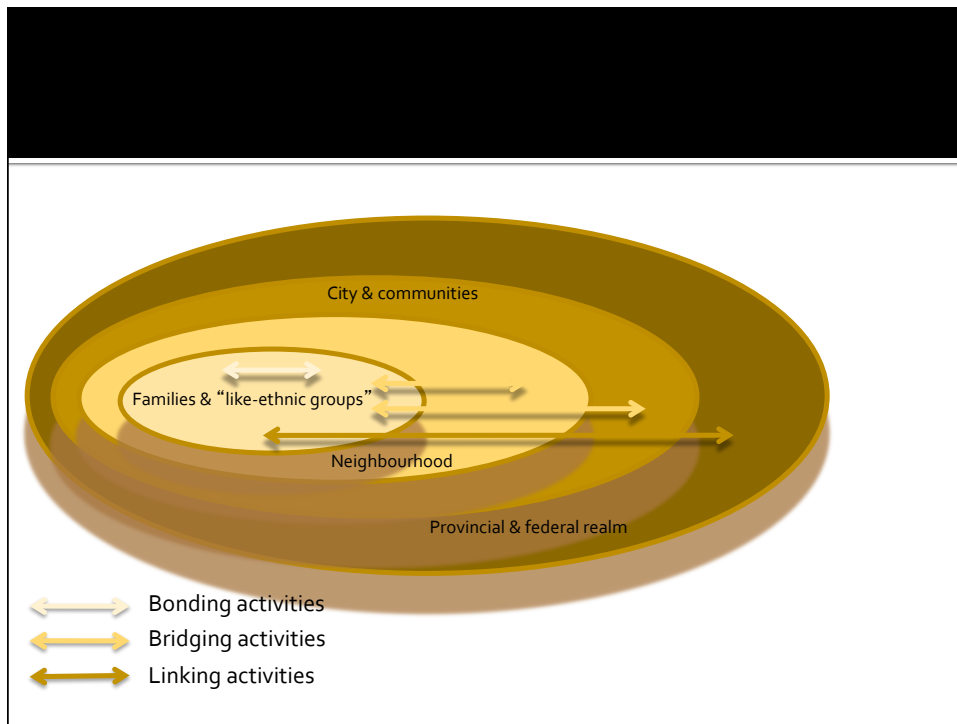 City & communities
Families & “like-ethnic groups”
Neighbourhood
Provincial & federal realm
Bonding activities
Bridging activities
Linking activities